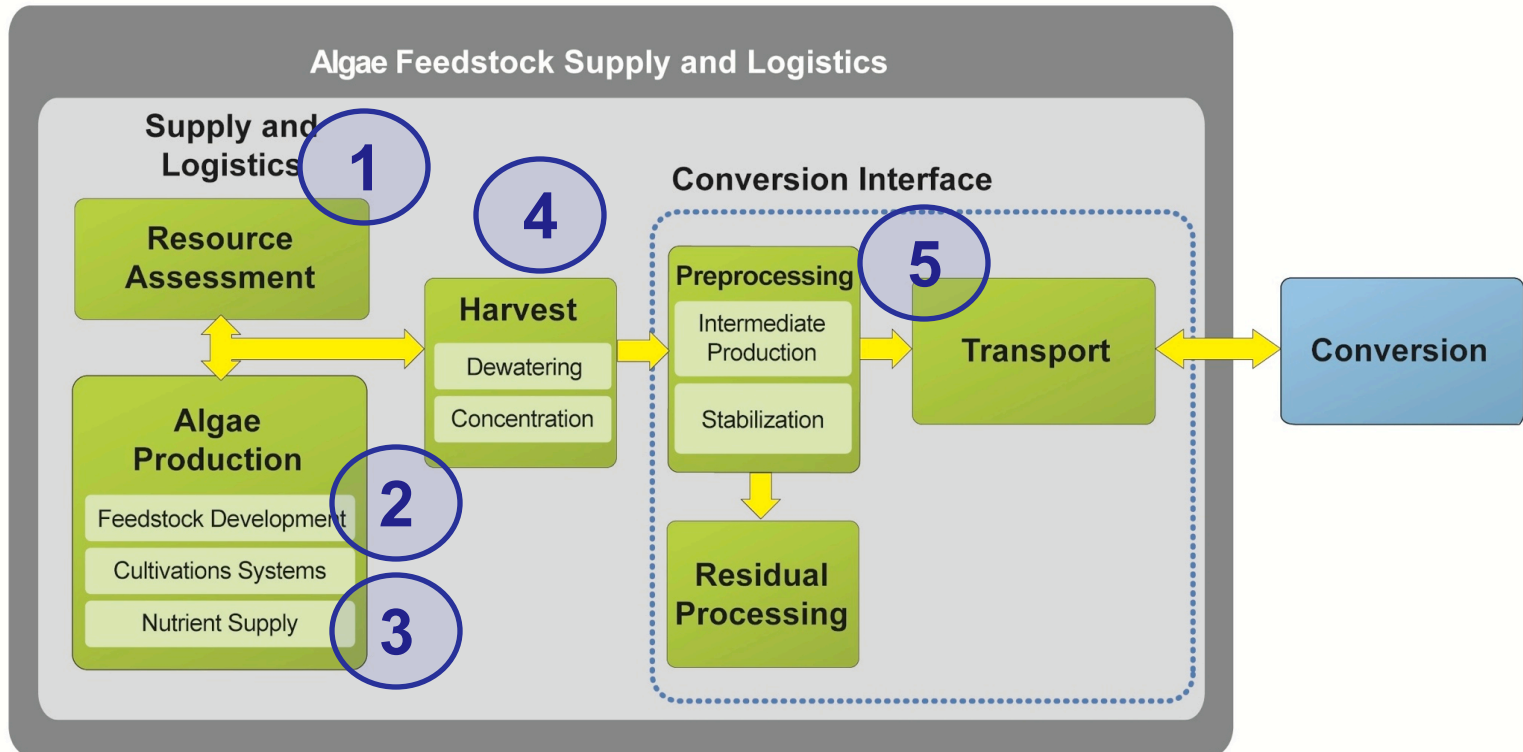 Algae Feedstock Supply and Logistics
Supply and
Logistics
1
Resource
Assessment
Algae
Production
Feedstock Development
2
Cultivations Systems
Nutrient Supply
3
4
Harvest
Dewatering
Concentration
Conversion Interface
Preprocessing
5
Intermediate
Production
Stabilization
Residual
Processing
Transport
Conversion